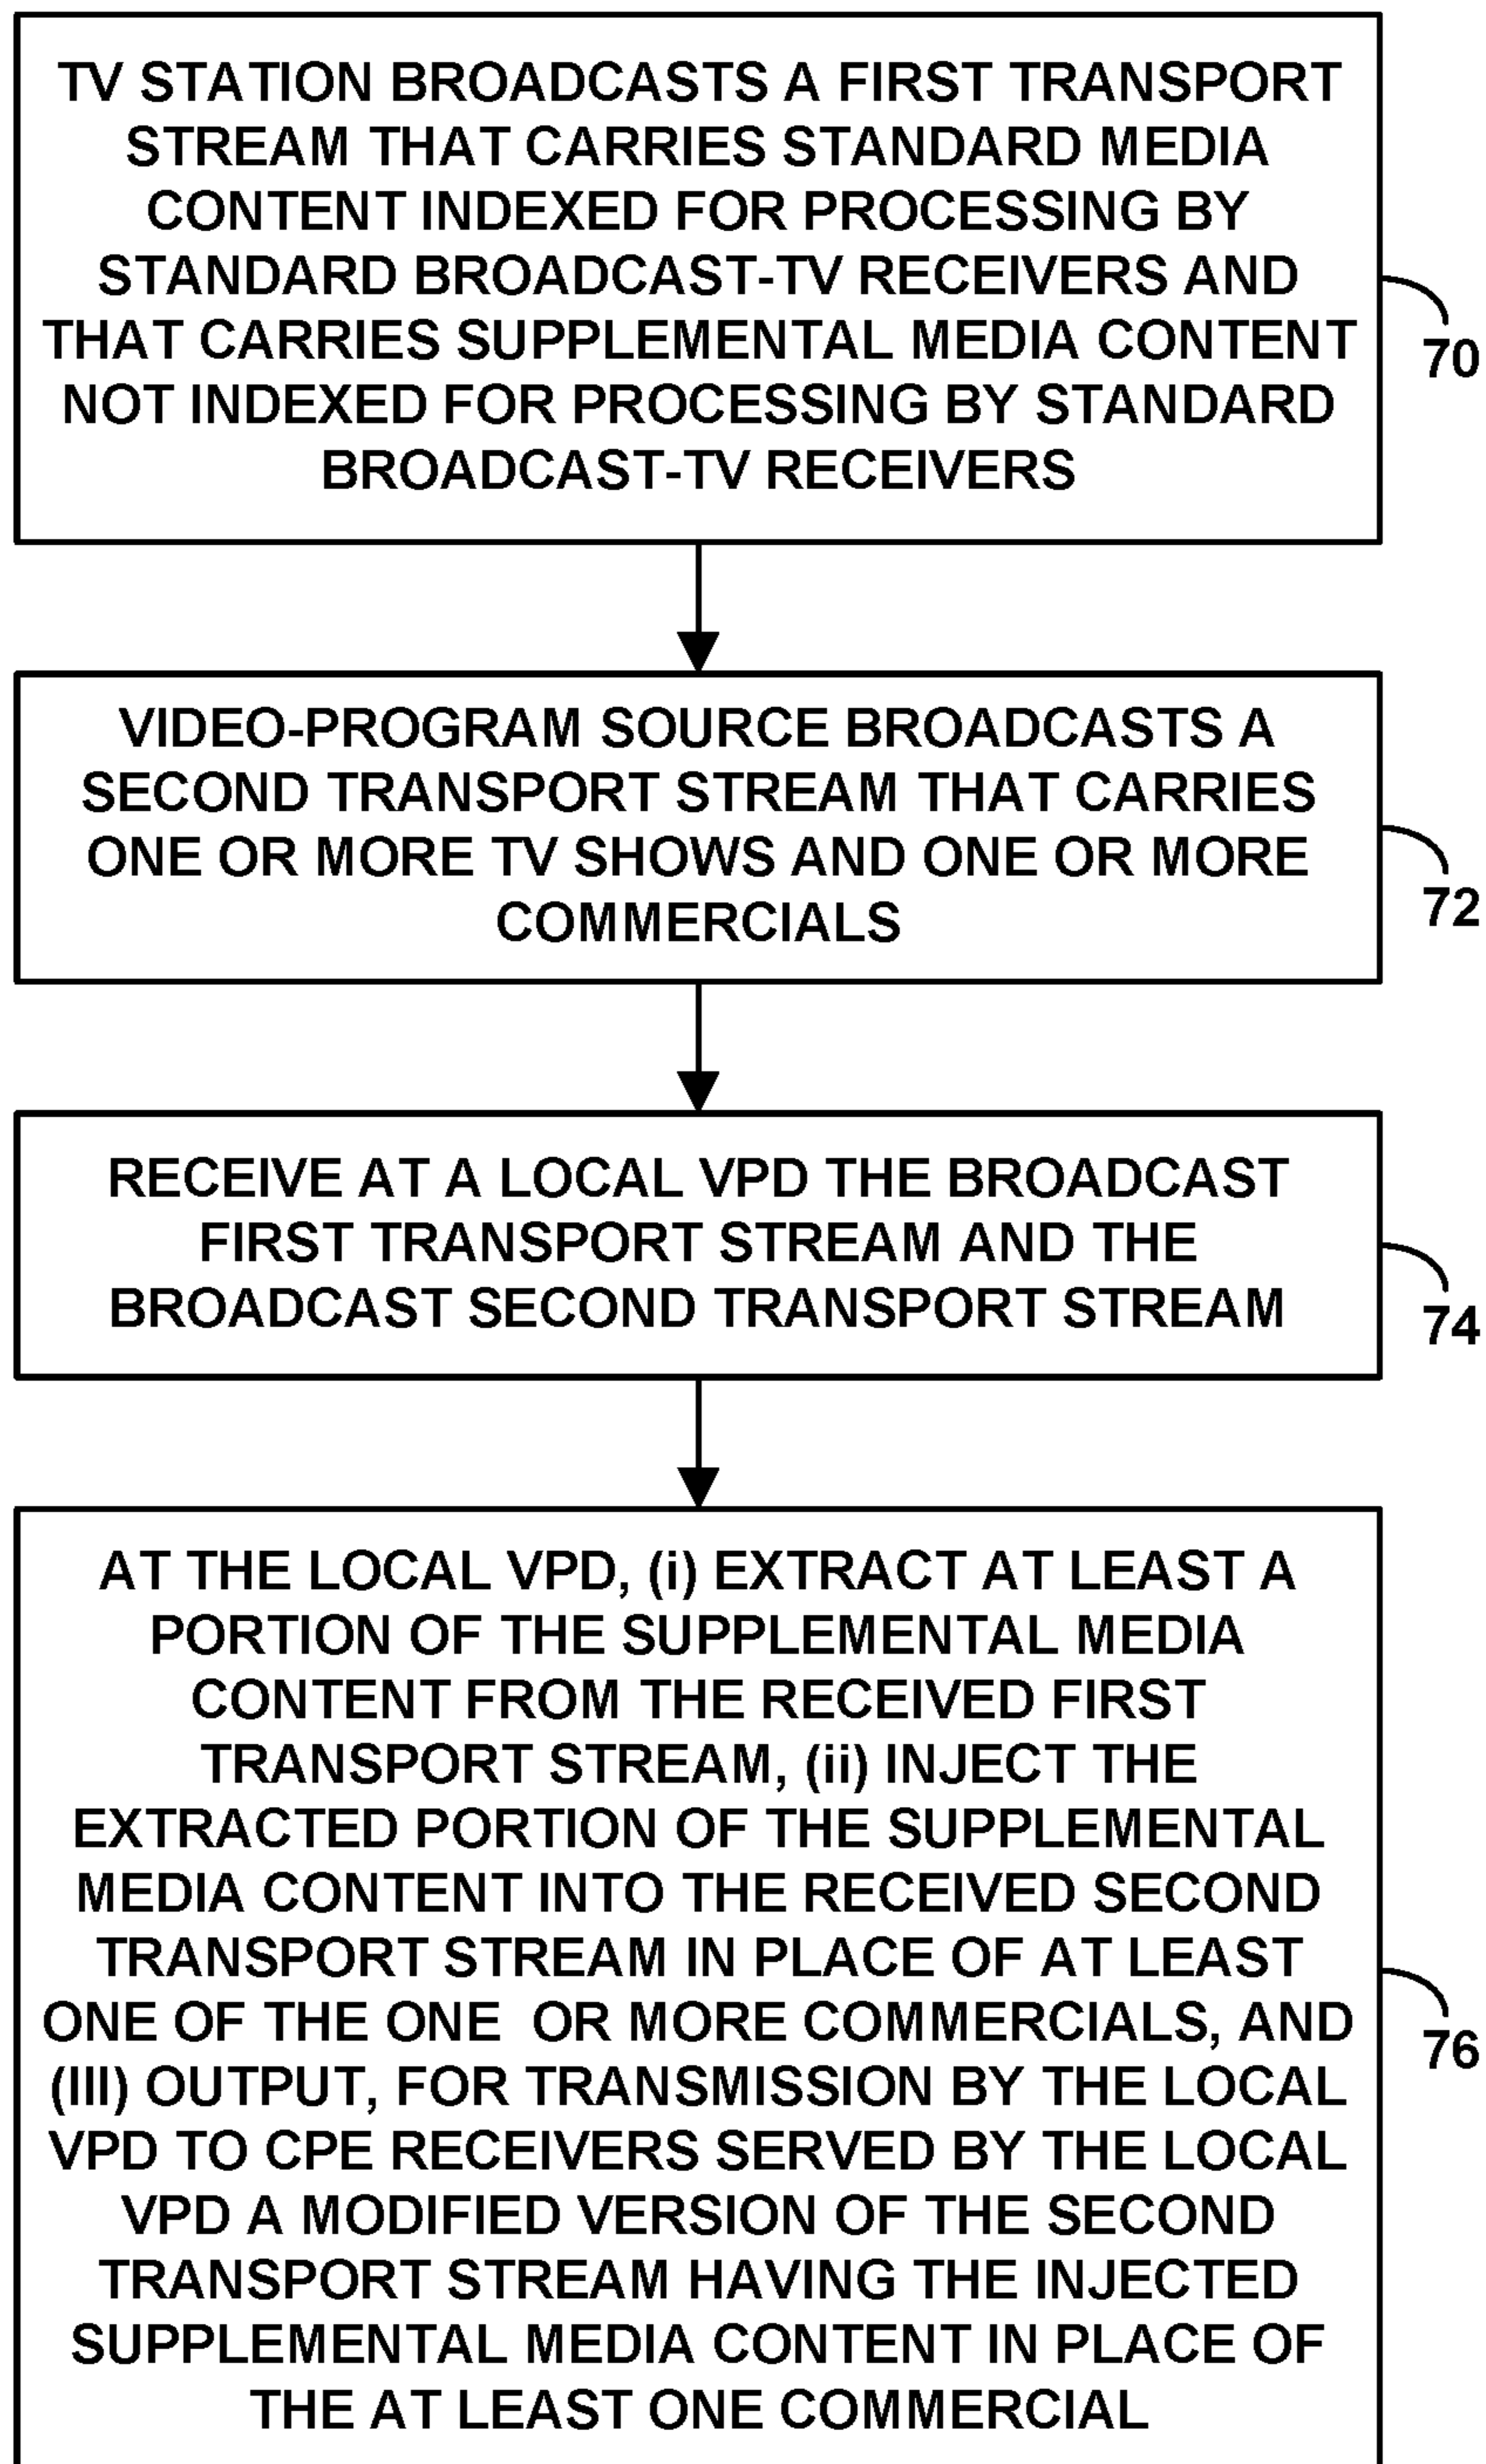 TV STATION BROADCASTS A FIRST TRANSPORT
STREAM THAT CARRIES STANDARD MEDIA
CONTENT INDEXED FOR PROCESSING BY
STANDARD BROADCAST-TV RECEIVERS AND
THAT CARRIES SUPPLEMENTAL MEDIA CONTENT
NOT INDEXED FOR PROCESSING BY STANDARD
BROADCAST-TV RECEIVERS
70
VIDEO-PROGRAM SOURCE BROADCASTS A
SECOND TRANSPORT STREAM THAT CARRIES
ONE OR MORE TV SHOWS AND ONE OR MORE
COMMERCIALS
72
RECEIVE AT A LOCAL VPD THE BROADCAST
FIRST TRANSPORT STREAM AND THE
BROADCAST SECOND TRANSPORT STREAM
74
AT THE LOCAL VPD, (i) EXTRACT AT LEAST A
PORTION OF THE SUPPLEMENTAL MEDIA
CONTENT FROM THE RECEIVED FIRST
TRANSPORT STREAM, (ii) INJECT THE
EXTRACTED PORTION OF THE SUPPLEMENTAL
MEDIA CONTENT INTO THE RECEIVED SECOND
TRANSPORT STREAM IN PLACE OF AT LEAST
ONE OF THE ONE OR MORE COMMERCIALS, AND
(III) OUTPUT, FOR TRANSMISSION BY THE LOCAL
VPD TO CPE RECEIVERS SERVED BY THE LOCAL
VPD A MODIFIED VERSION OF THE SECOND
TRANSPORT STREAM HAVING THE INJECTED
SUPPLEMENTAL MEDIA CONTENT IN PLACE OF
THE AT LEAST ONE COMMERCIAL
76